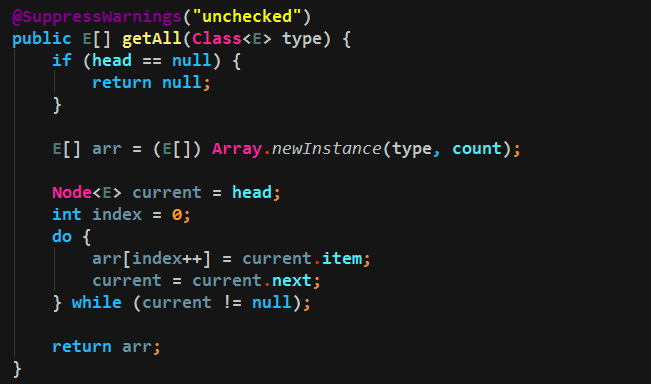 @SuppressWarnings("unchecked")
public E[] getAll(Class<E> type) {
    if (head == null) {
        return null;
    }

    E[] arr = (E[]) Array.newInstance(type, count);

    Node<E> current = head;
    int index = 0;
    do {
        arr[index++] = current.item;
        current = current.next;
    } while (current != null);

    return arr;
}